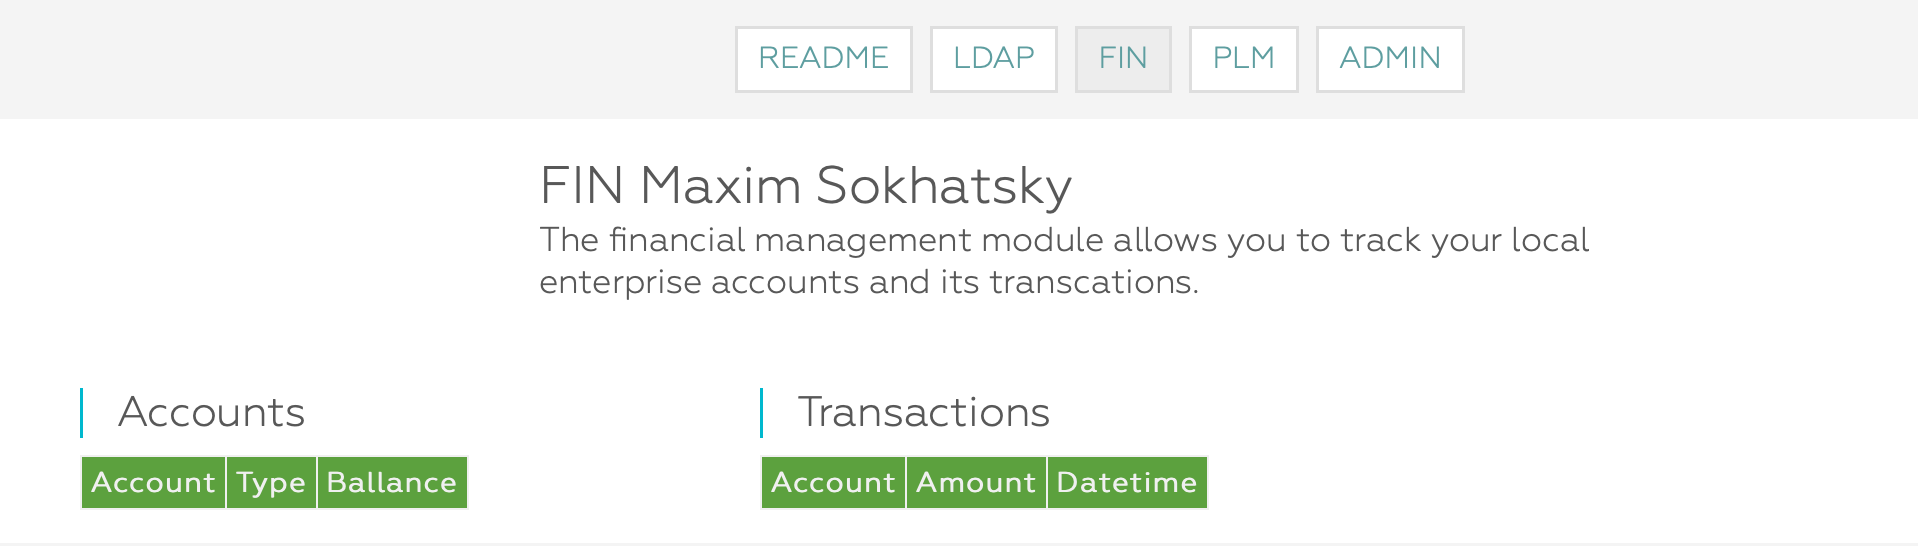 README LDAP FIN PLM ADMIN
FIN Maxim Sokhatsky
The financial management module allows you to track your local
enterprise accounts and its transcations.
Accounts
Account Type Ballance
Transactions
Account Amount Datetime